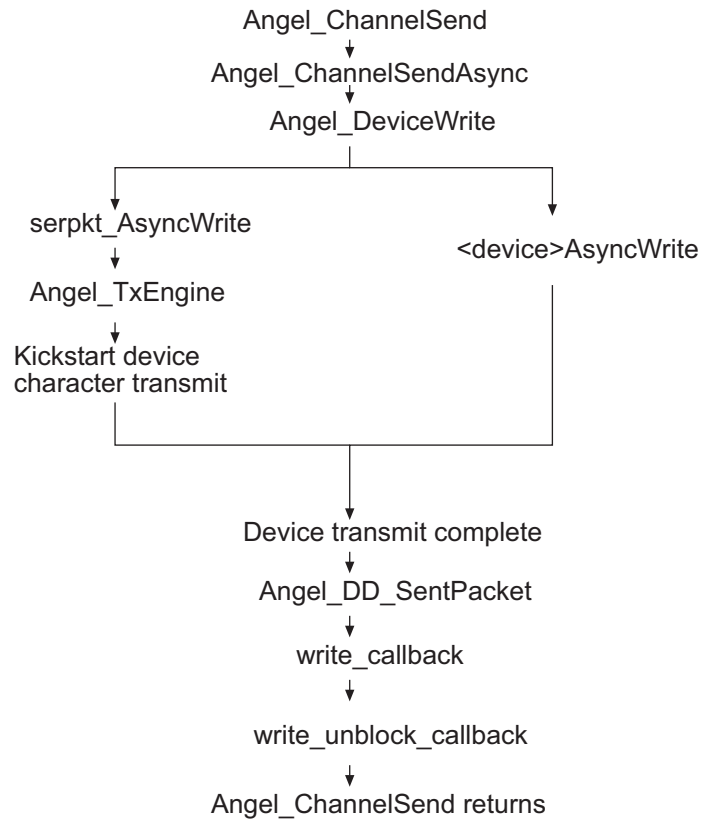 Angel_ChannelSend
Angel_ChannelSendAsync
Angel_DeviceWrite
serpkt_AsyncWrite
<device>AsyncWrite
Angel_TxEngine
Kickstart device
character transmit
Device transmit complete
Angel_DD_SentPacket
write_callback
write_unblock_callback
Angel_ChannelSend returns